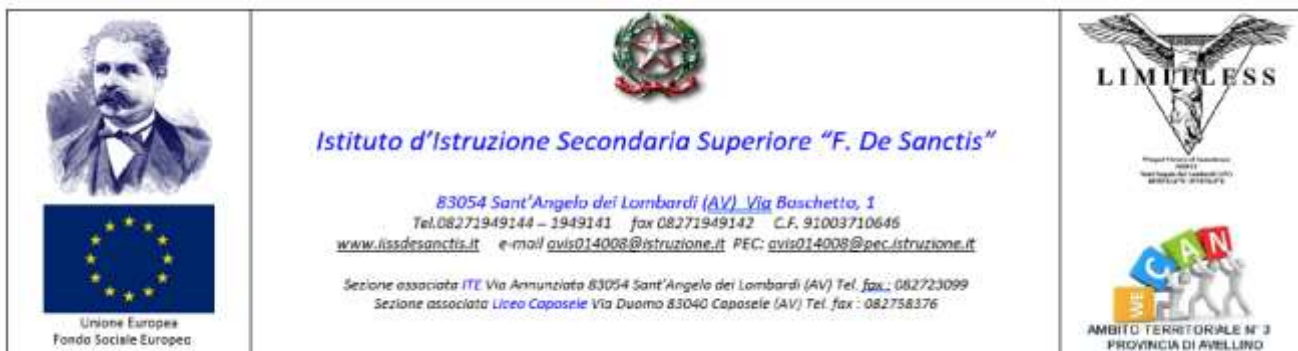 Unione Europea
Fondo Sociale Europeo
Istituto d'Istruzione Secondaria Superiore "F. De Sanctis"
83054 Sant'Angelo dei Lombardi (AV) Via Boschetto, 1
Tel.08271949144 – 1949141 fax 08271949142 C.F. 91003710646
www.iissdesanctis.it e-mail avis014008@istruzione.it PEC: avis014008@pec.istruzione.it
Sezione associata ITE Via Annunziata 83054 Sant'Angelo dei Lombardi (AV) Tel. fax : 082723099
Sezione associata Liceo Caposele Via Duomo 83040 Caposele (AV) Tel. fax : 082758376
LIMITLESS
WE CAN
AMBITO TERRITORIALE N° 3
PROVINCIA DI AVELLINO